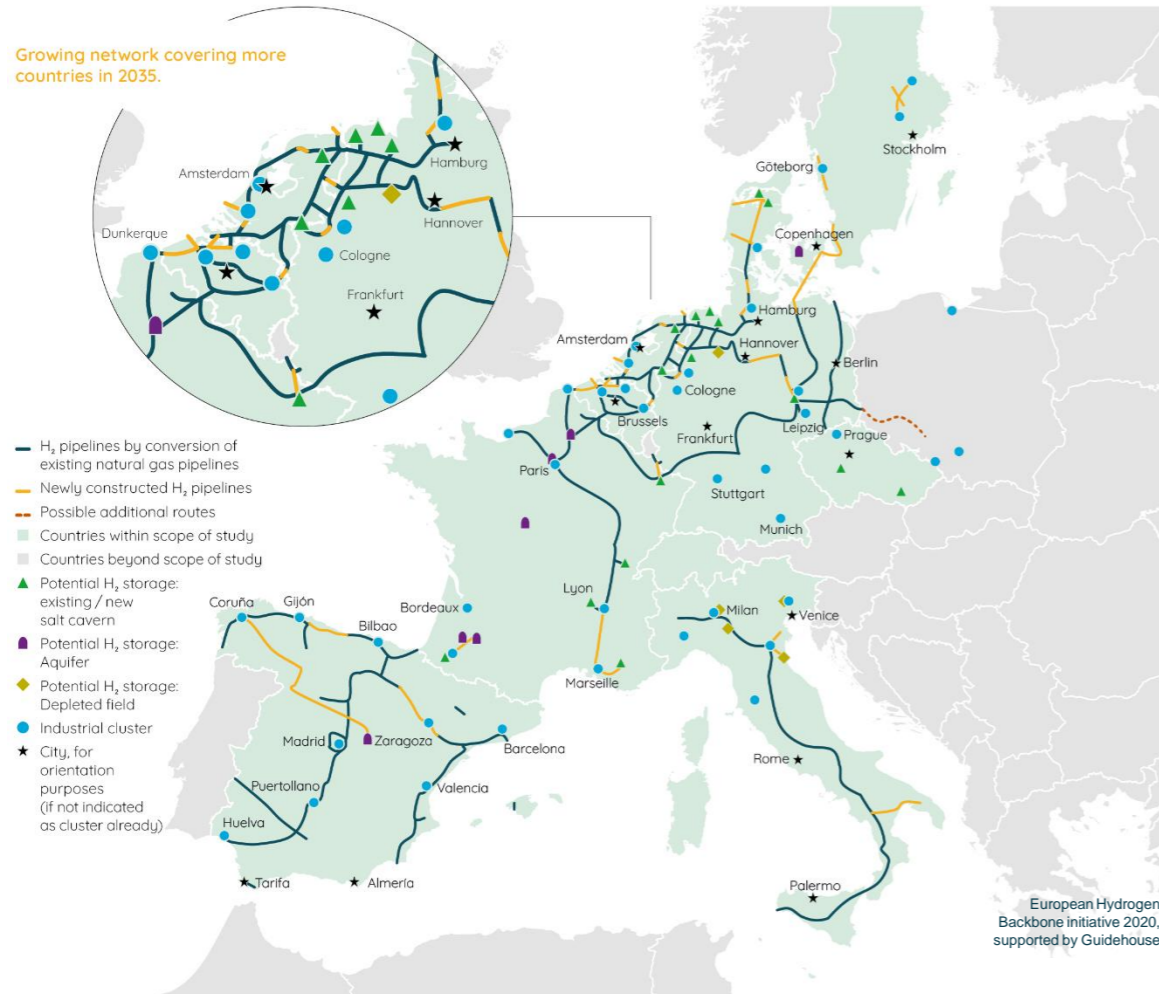 Growing network covering more
countries in 2035.
Amsterdam
Hamburg
Hannover
Dunkerque
Cologne
Frankfurt
H₂ pipelines by conversion of
existing natural gas pipelines
Newly constructed H₂ pipelines
Possible additional routes
Countries within scope of study
Countries beyond scope of study
Potential H₂ storage:
existing / new
salt cavern
Potential H₂ storage:
Aquifer
Potential H₂ storage:
Depleted field
Industrial cluster
City, for
orientation
purposes
(if not indicated
as cluster already)
Stockholm
Göteborg
Copenhagen
Hamburg
Amsterdam
Hannover
Berlin
Cologne
Brussels
Leipzig
Frankfurt
Prague
Paris
Stuttgart
Munich
Lyon
Bordeaux
Milan
Venice
Coruña
Gijón
Bilbao
Marseille
Madrid
Zaragoza
Barcelona
Rome
Puertollano
Valencia
Huelva
Tarifa
Almería
Palermo
European Hydrogen
Backbone initiative 2020,
supported by Guidehouse